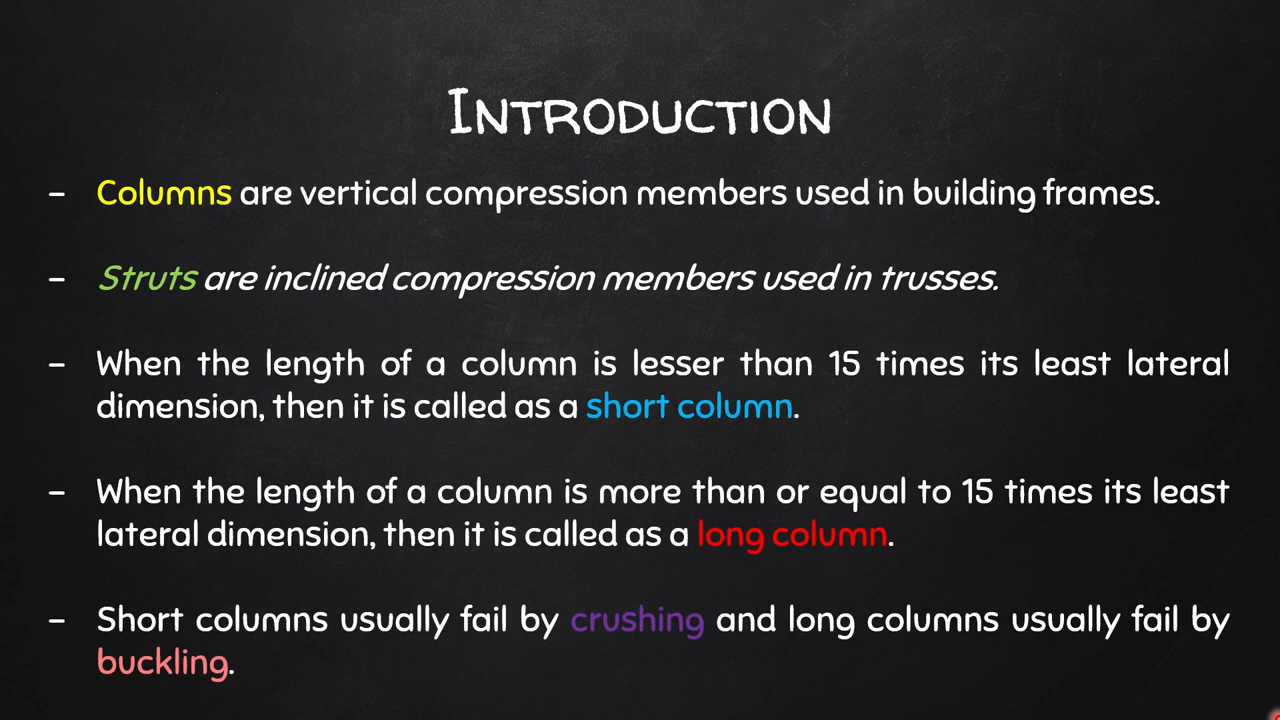 Introduction
– Columns are vertical compression members used in building frames.
– Struts are inclined compression members used in trusses.
– When the length of a column is lesser than 15 times its least lateral
dimension, then it is called as a short column.
– When the length of a column is more than or equal to 15 times its least
lateral dimension, then it is called as a long column.
– Short columns usually fail by crushing and long columns usually fail by
buckling.